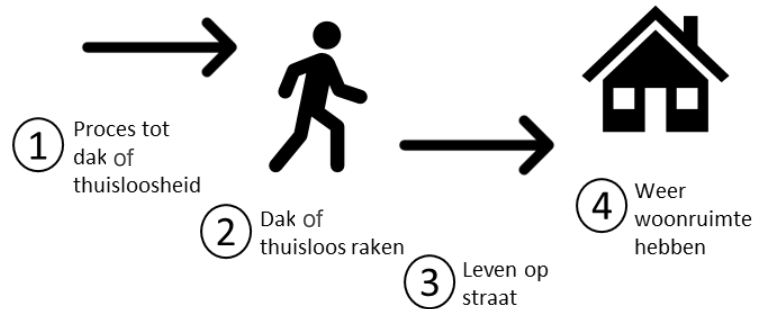 1
Proces tot
dak of
thuisloosheid
2
Dak of
thuisloos raken
3
Leven op
straat
4
Weer
woonruimte
hebben